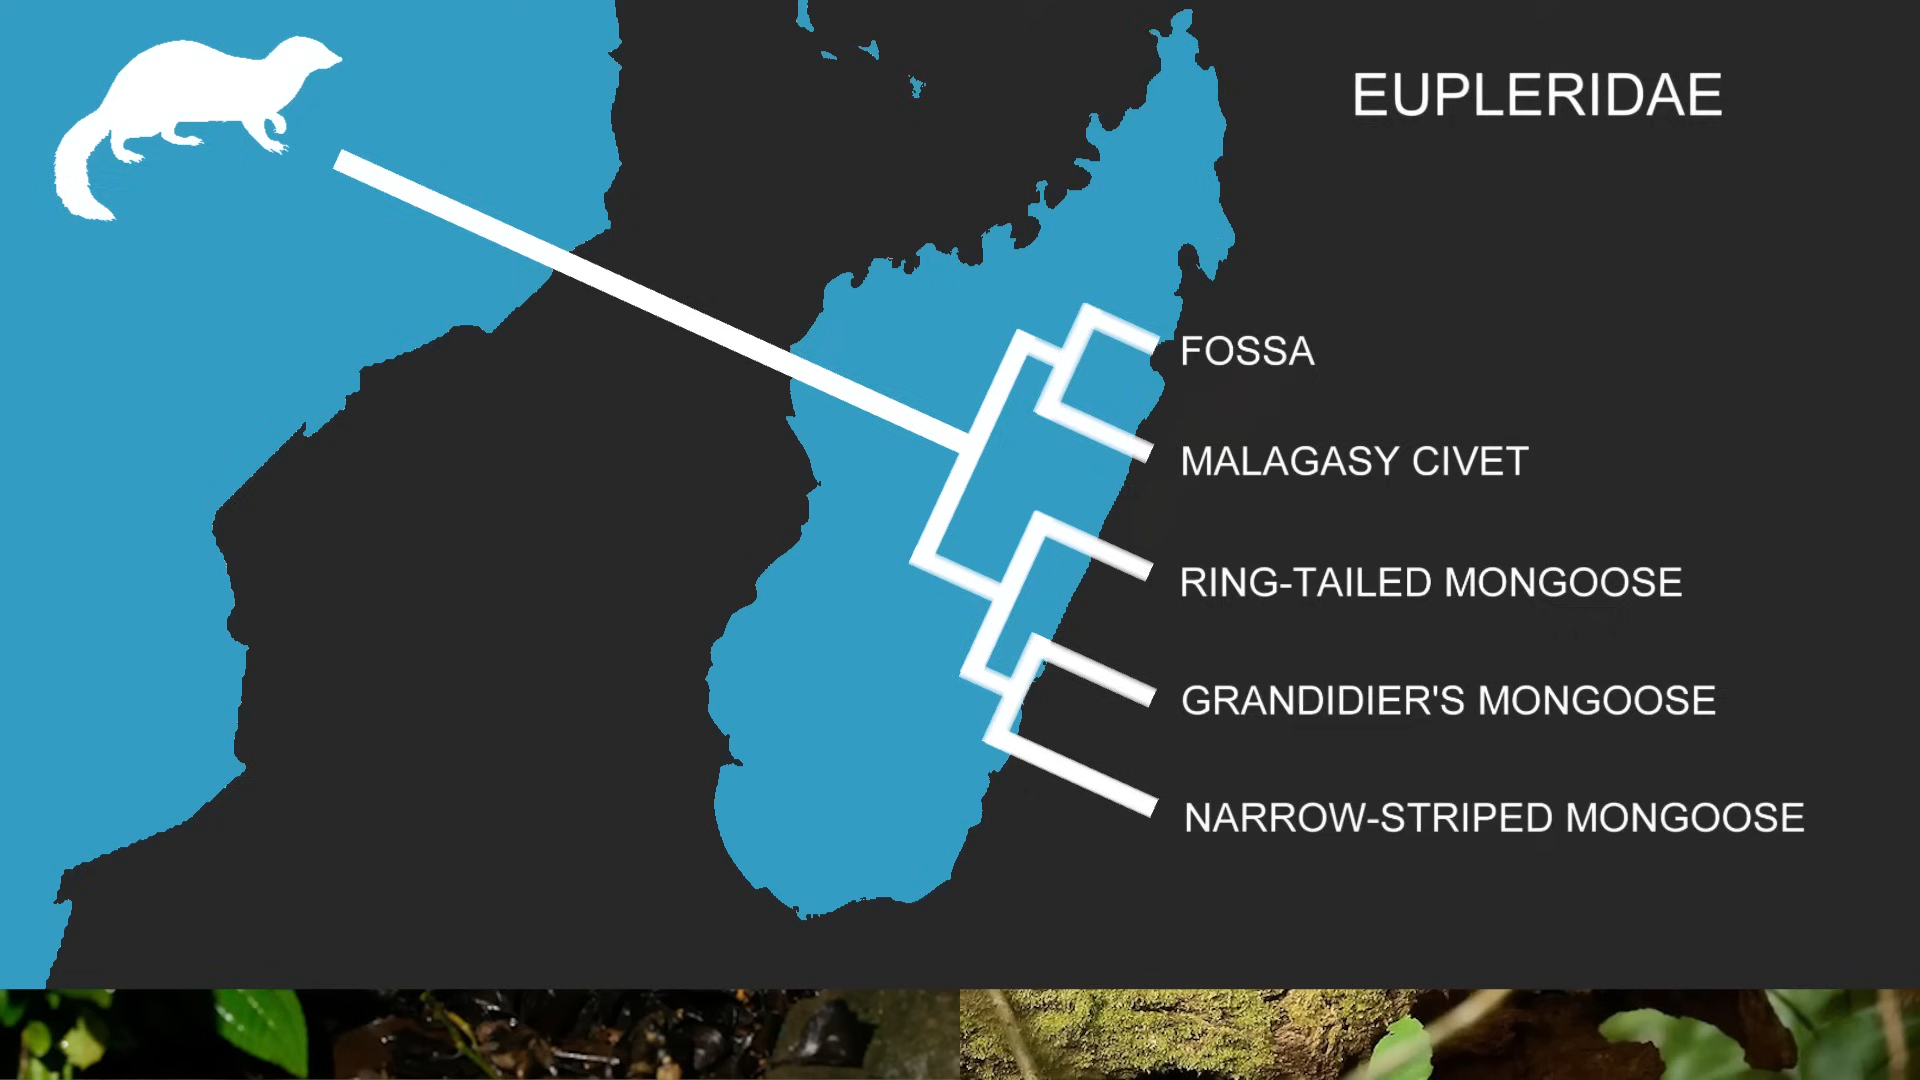 EUPLERIDAE
FOSSA
MALAGASY CIVET
RING-TAILED MONGOOSE
GRANDIDIER'S MONGOOSE
NARROW-STRIPED MONGOOSE